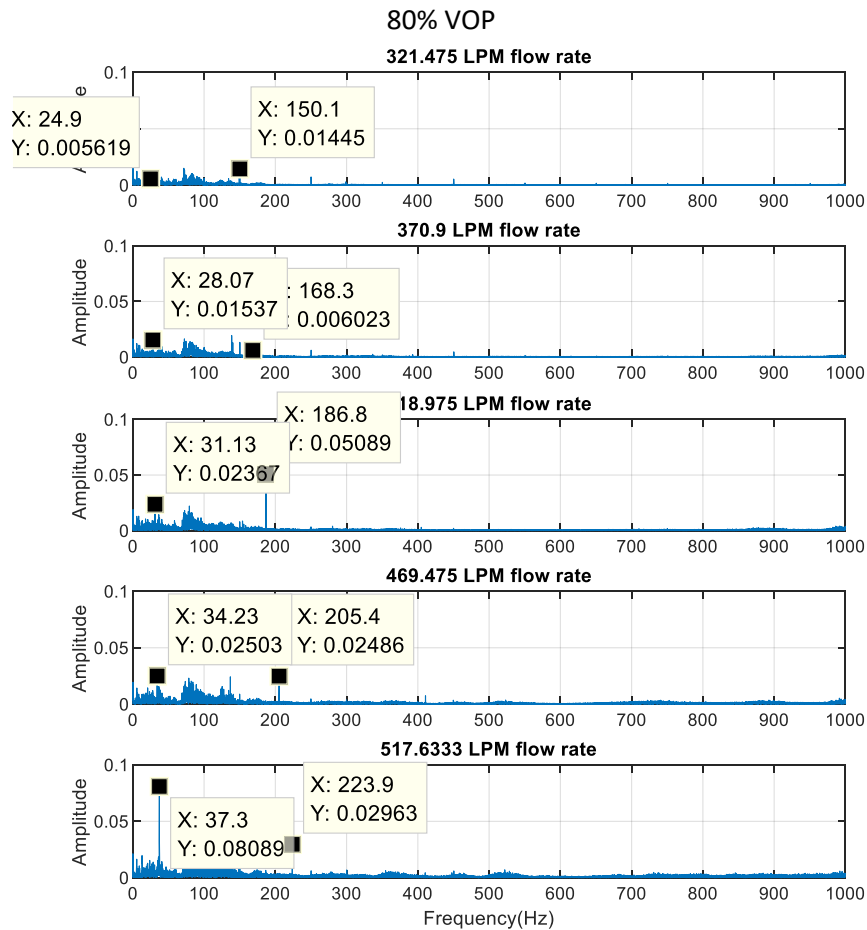 80% VOP
321.475 LPM flow rate
0.1
e
X: 24.9
Y: 0.005619
X: 150.1
Y: 0.01445
0
0 100 200 300 400 500 600 700 800 900 1000
370.9 LPM flow rate
0.1
0.05
0
Amplitude
X: 28.07
Y: 0.01537
: 168.3
: 0.006023
0 100 200 300 400 500 600 700 800 900 1000
18.975 LPM flow rate
0.1
0.05
0
Amplitude
X: 31.13
Y: 0.02367
X: 186.8
Y: 0.05089
0 100 200 300 400 500 600 700 800 900 1000
469.475 LPM flow rate
0.1
0.05
0
Amplitude
X: 34.23
Y: 0.02503
X: 205.4
Y: 0.02486
0 100 200 300 400 500 600 700 800 900 1000
517.6333 LPM flow rate
0.1
0.05
0
Amplitude
X: 37.3
Y: 0.08089
X: 223.9
Y: 0.02963
0 100 200 300 400 500 600 700 800 900 1000
Frequency(Hz)